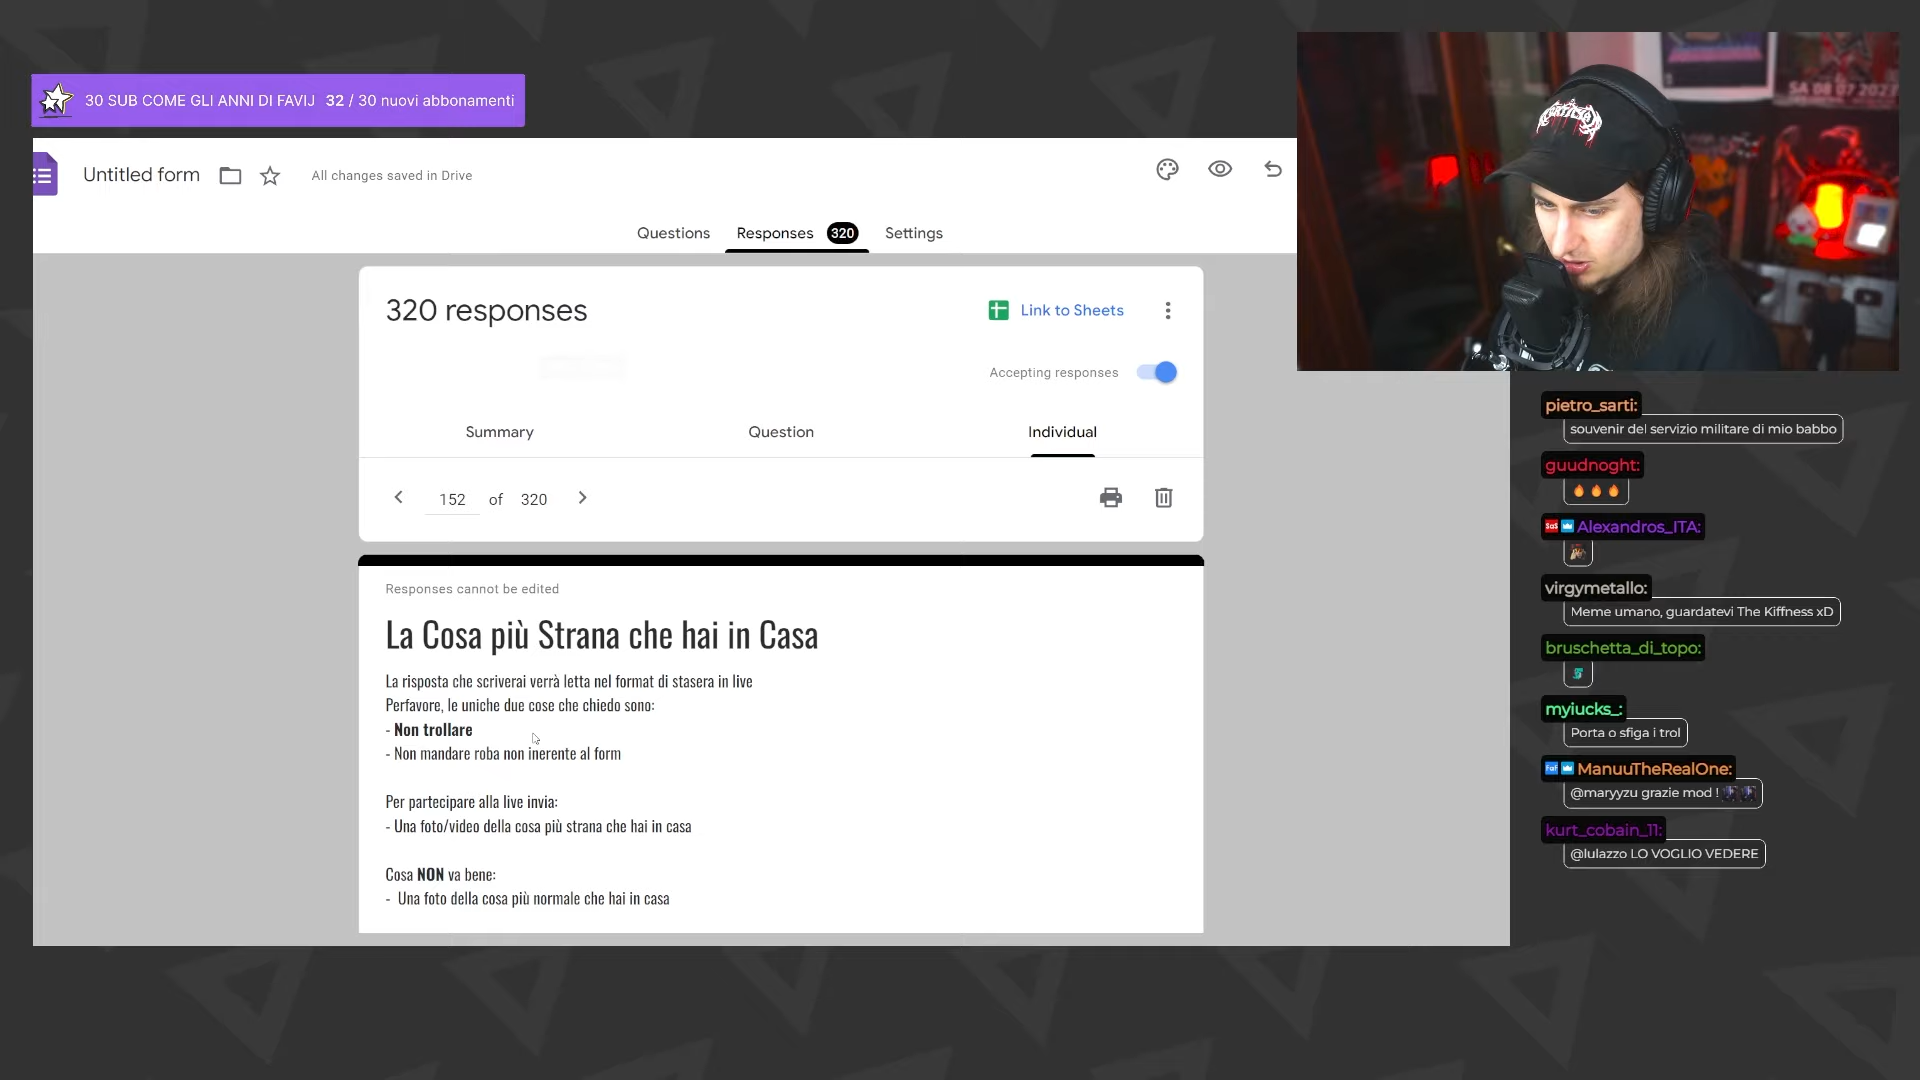 30 SUB COME GLI ANNI DI FAVIJ 32 / 30 nuovi abbonamenti
Untitled form
All changes saved in Drive
Questions
Responses 320
Settings
320 responses
Link to Sheets
Accepting responses
Summary
Question
Individual
152 of 320
Responses cannot be edited
La Cosa più Strana che hai in Casa
La risposta che scriverai verrà letta nel format di stasera in live
Perfavore, le uniche due cose che chiedo sono:
- Non trollare
- Non mandare roba non inerente al form
Per partecipare alla live invia:
- Una foto/video della cosa più strana che hai in casa
Cosa NON va bene:
- Una foto della cosa più normale che hai in casa
pietro_sarti:
souvenir del servizio militare di mio babbo
guudnoght:
Alexandros_ITA:
virgymetallo:
Meme umano, guardatevi The Kiffness xD
bruschetta_di_topo:
myiucks_:
Porta o sfiga i trol
ManuuTheRealOne:
@maryyzu grazie mod !
kurt_cobain_11:
@lulazzo LO VOGLIO VEDERE